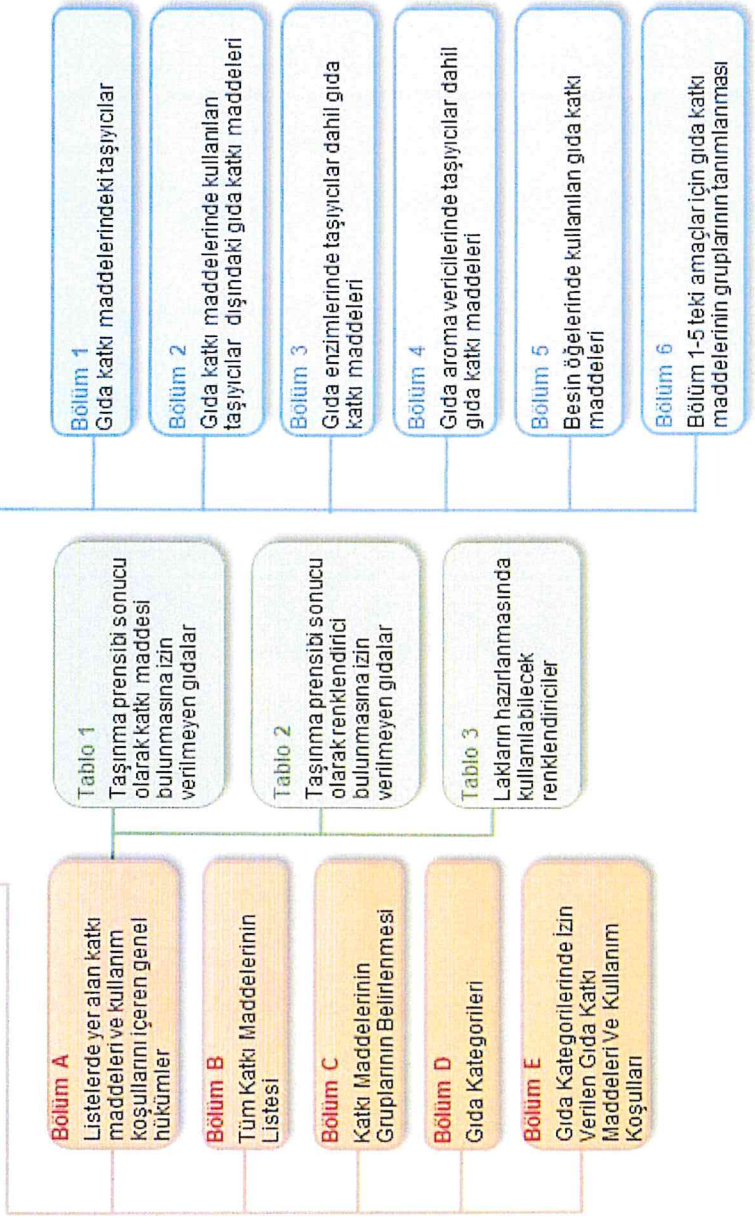 Bölüm A
Listelerde yer alan katkı
maddeleri ve kullanım
koşullarını içeren genel
hükümler
Bölüm B
Tüm Katkı Maddelerinin
Listesi
Bölüm C
Katkı Maddelerinin
Gruplarının Belirlenmesi
Bölüm D
Gıda Kategorileri
Bölüm E
Gıda Kategorilerinde İzin
Verilen Gıda Katkı
Maddeleri Ve Kullanım
Koşulları
Tablo 1
Taşınma prensibi sonucu
olarak katkı maddesi
bulunmasına izin
verilmeyen gıdalar
Tablo 2
Taşınma prensibi sonucu
olarak renklendirici
bulunmasına izin
verilmeyen gıdalar
Tablo 3
Lakların hazırlanmasında
kullanılabilecek
renklendiriciler
Bölüm 1
Gıda katkı maddelerindeki taşıyıcılar
Bölüm 2
Gıda katkı maddelerinde kullanılan
taşıyıcılar dışındaki gıda katkı maddeleri
Bölüm 3
Gıda enzimlerinde taşıyıcılar dahil gıda
katkı maddeleri
Bölüm 4
Gıda aroma vericilerinde taşıyıcılar dahil
gıda katkı maddeleri
Bölüm 5
Besin öğelerinde kullanılan gıda katkı
maddeleri
Bölüm 6
Bölüm 1-5 teki amaçlar için gıda katkı
maddelerinin gruplarının tanımlanması